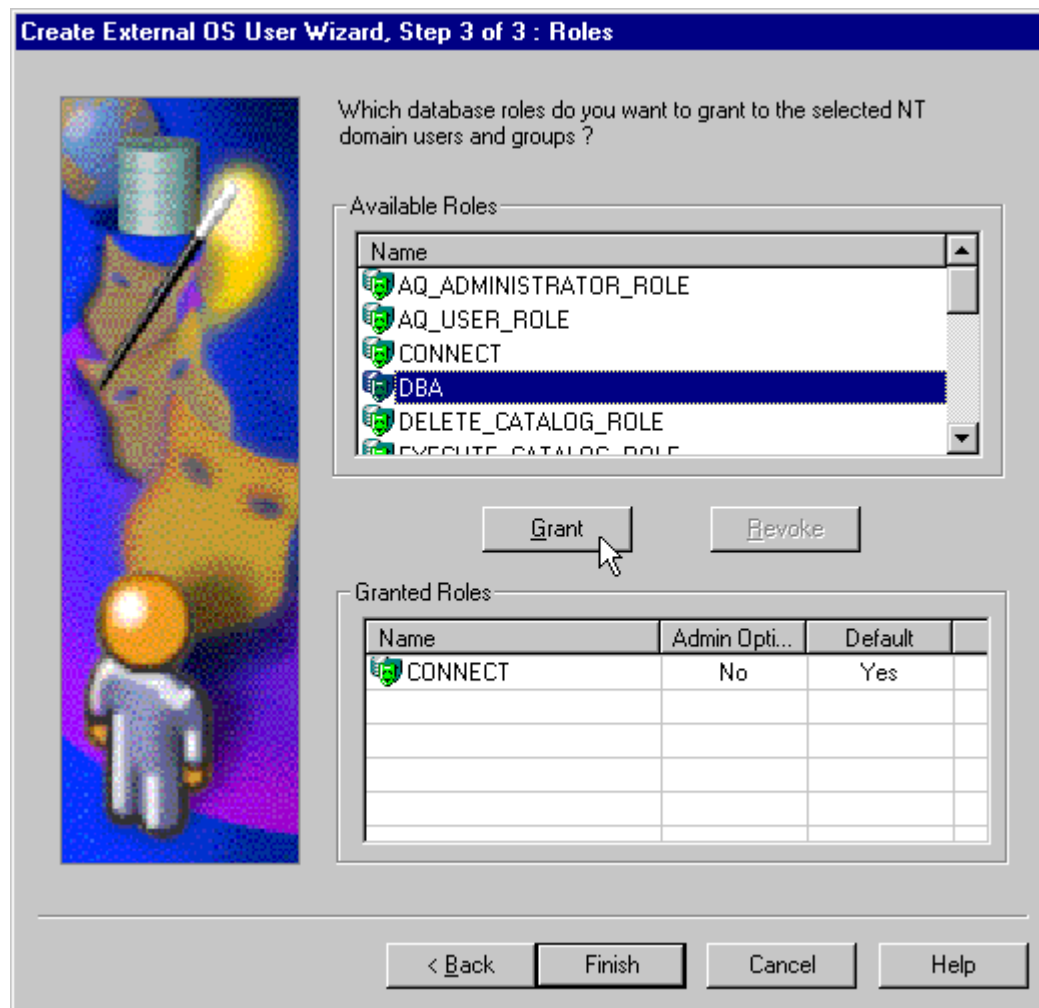 Create External OS User Wizard, Step 3 of 3 : Roles
Which database roles do you want to grant to the selected NT
domain users and groups ?
Available Roles
Name
AQ_ADMINISTRATOR_ROLE
AQ_USER_ROLE
CONNECT
DBA
DELETE_CATALOG_ROLE
EXECUTE_CATALOG_ROLE
Grant Revoke
Granted Roles
Name Admin Opti... Default
CONNECT No Yes
< Back Finish Cancel Help